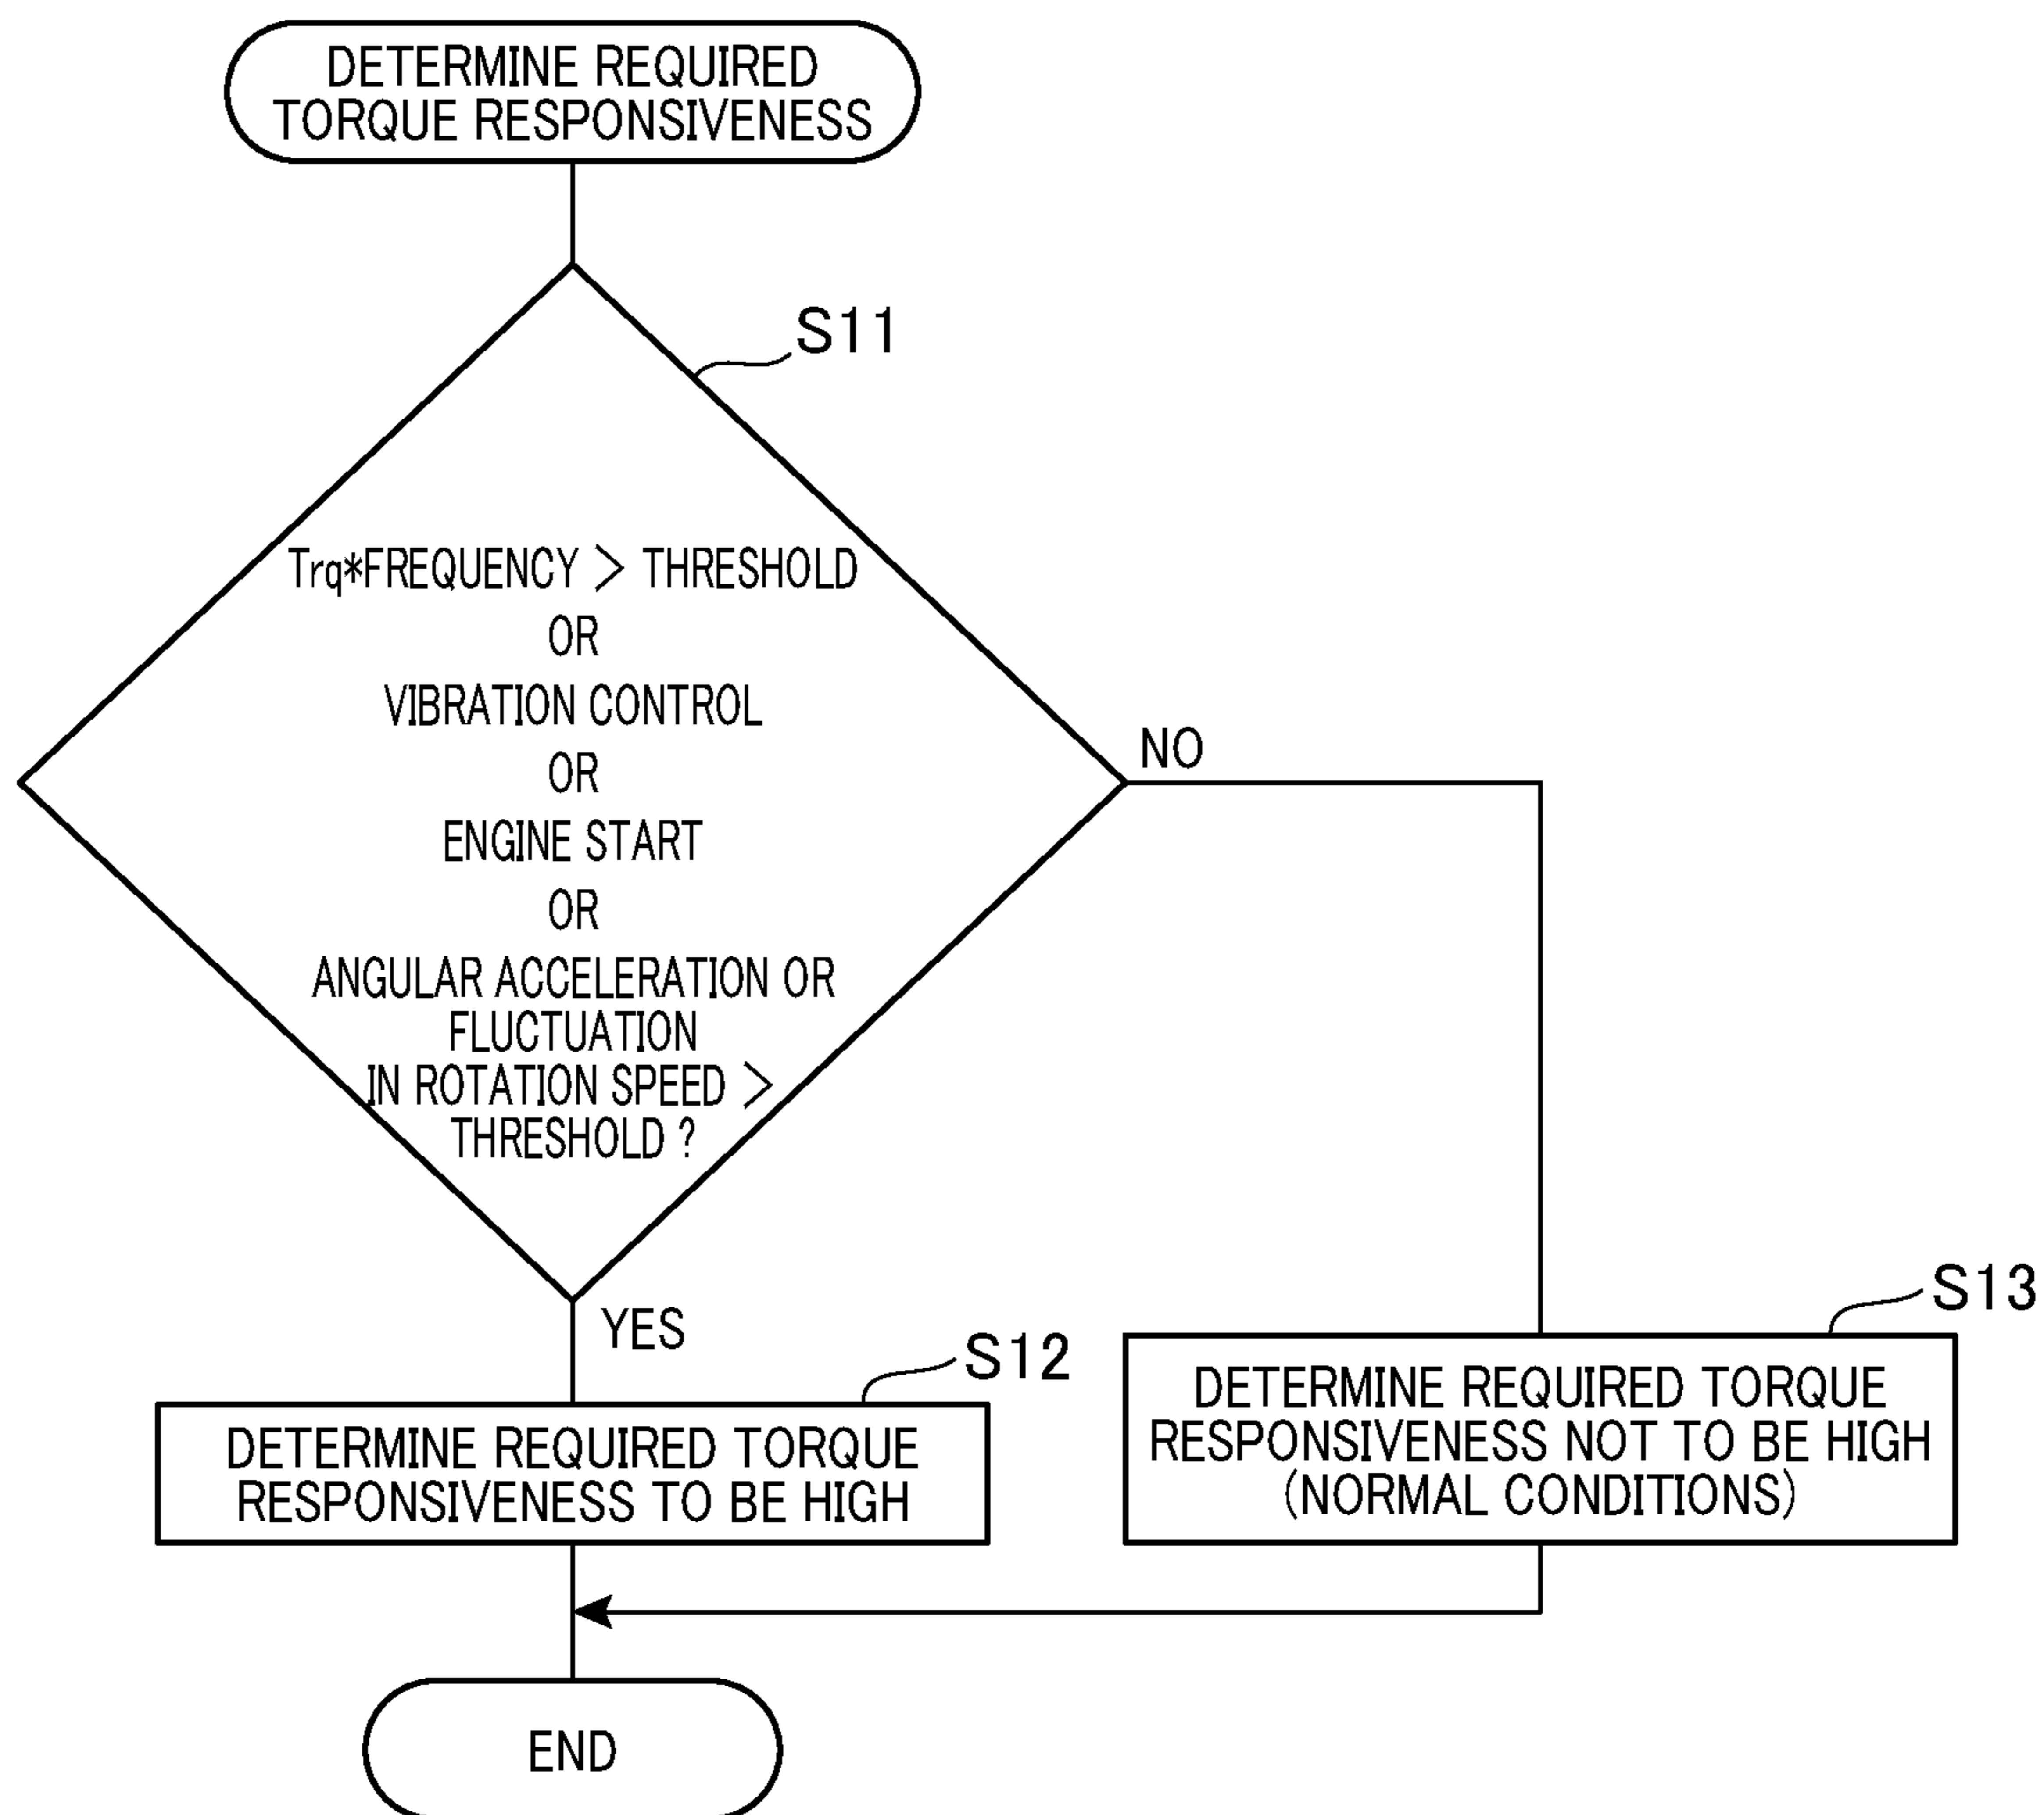 DETERMINE REQUIRED
TORQUE RESPONSIVENESS
S11
Trq*FREQUENCY > THRESHOLD
OR
VIBRATION CONTROL
OR
ENGINE START
OR
ANGULAR ACCELERATION OR
FLUCTUATION
IN ROTATION SPEED >
THRESHOLD ?
NO
YES
S12
DETERMINE REQUIRED TORQUE
RESPONSIVENESS TO BE HIGH
S13
DETERMINE REQUIRED TORQUE
RESPONSIVENESS NOT TO BE HIGH
(NORMAL CONDITIONS)
END